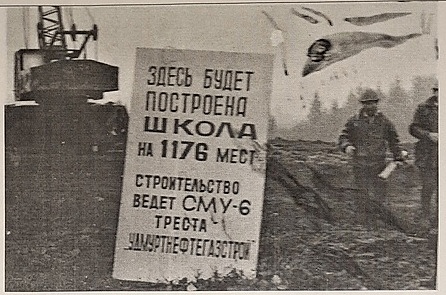 ЗДЕСЬ БУДЕТ
ПОСТРОЕНА
ШКОЛА
НА 1176 МЕСТ
СТРОИТЕЛЬСТВО
ВЕДЕТ СМУ-6
ТРЕСТА
"УДМУРТНЕФТЕГАЗСТРОЙ"